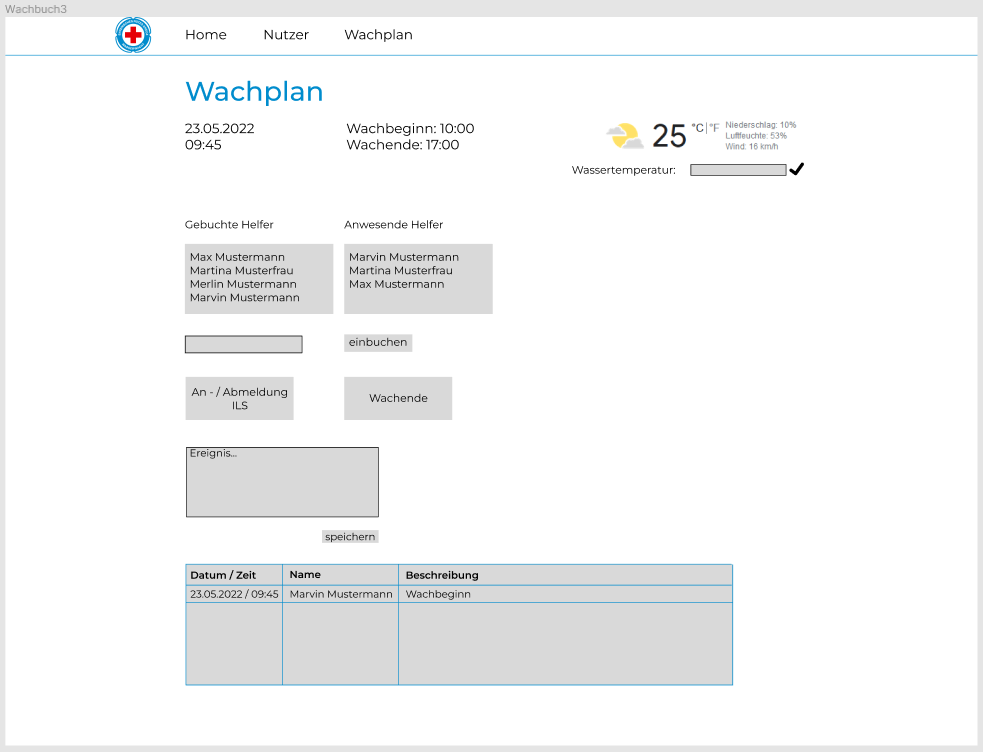 Wachbuch3
Home Nutzer Wachplan
Wachplan
23.05.2022
09:45
Wachbeginn: 10:00
Wachende: 17:00
25 °C|°F
Niederschlag: 10%
Luftfeuchte: 53%
Wind: 16 km/h
Wassertemperatur:
Gebuchte Helfer
Max Mustermann
Martina Musterfrau
Merlin Mustermann
Marvin Mustermann
Anwesende Helfer
Marvin Mustermann
Martina Musterfrau
Max Mustermann
einbuchen
An - / Abmeldung
ILS
Wachende
Ereignis...
speichern
Datum / Zeit Name Beschreibung
23.05.2022 / 09:45 Marvin Mustermann Wachbeginn